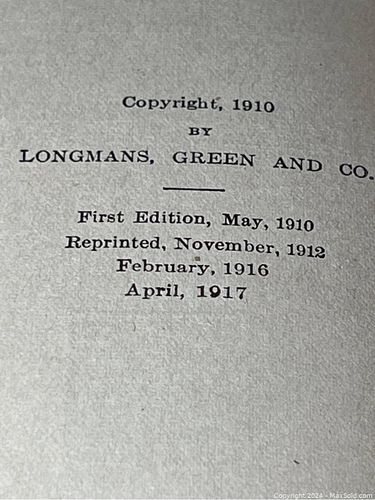 Copyright, 1910
BY
LONGMANS, GREEN AND CO.
First Edition, May, 1910
Reprinted, November, 1912
February, 1916
April, 1917
Copyright 2024 - MaxSold.com